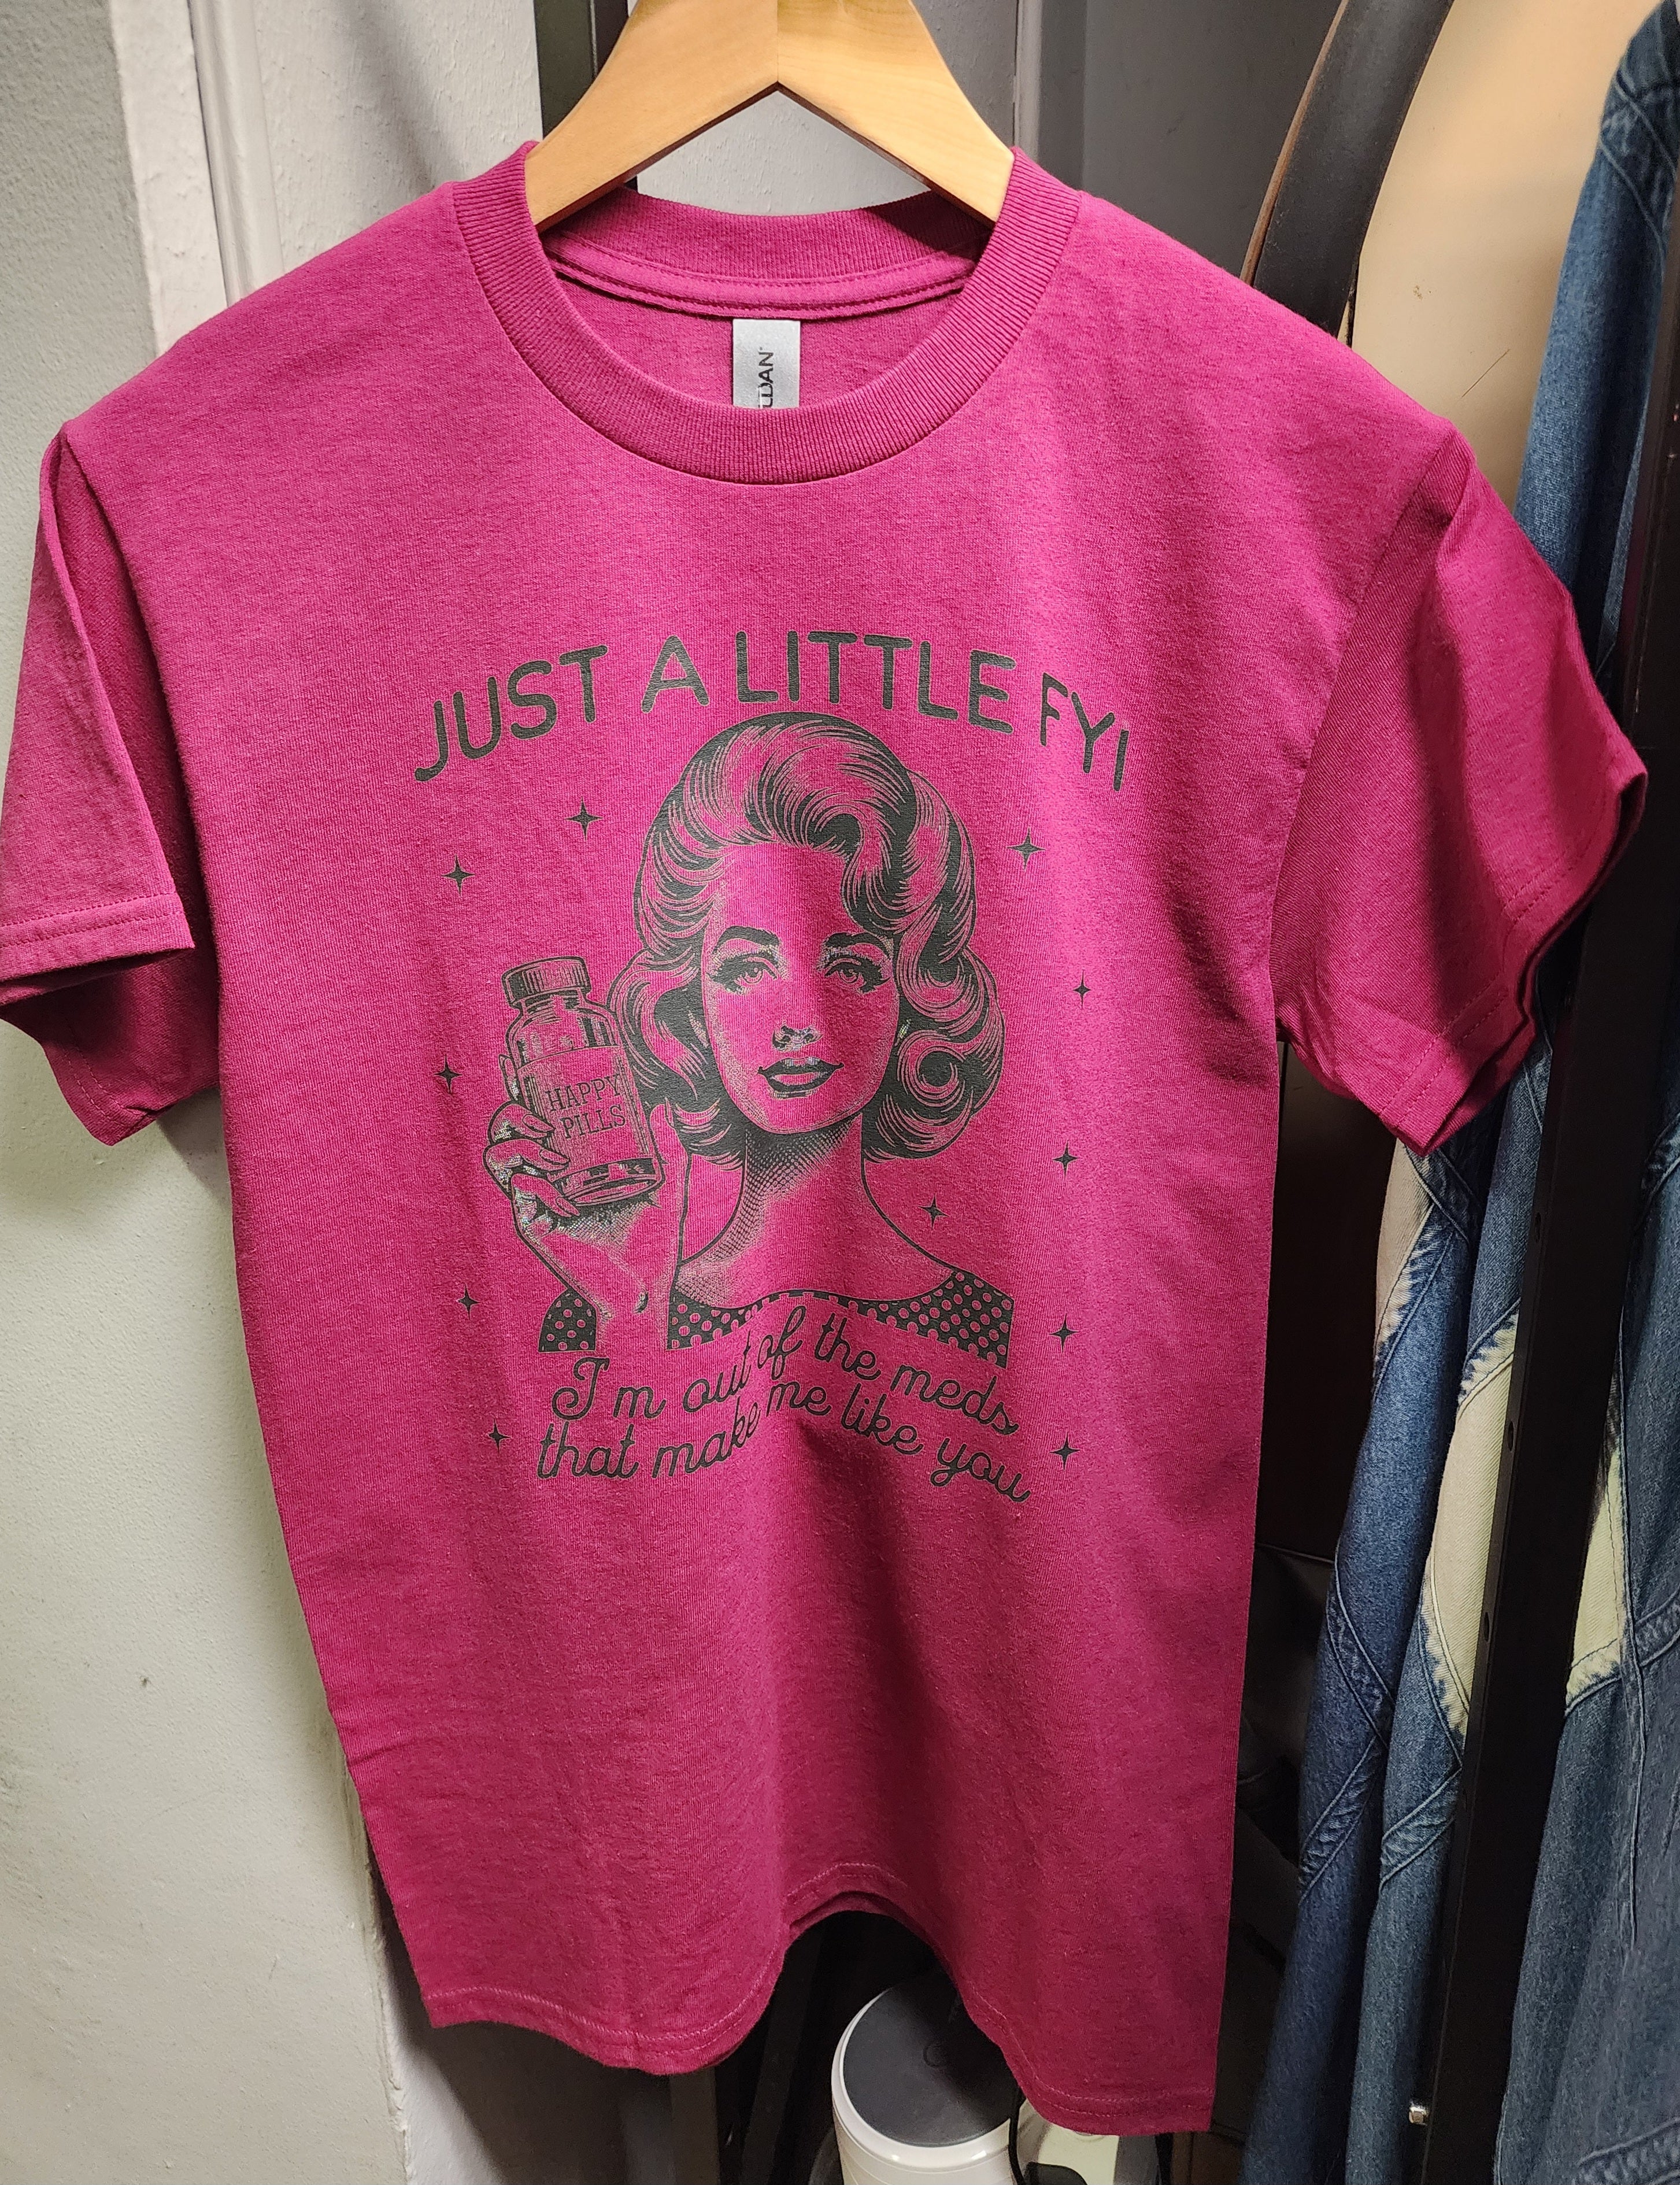 JUST A LITTLE FYI
HAPPY
PILLS
I'm out of the meds
that make me like you